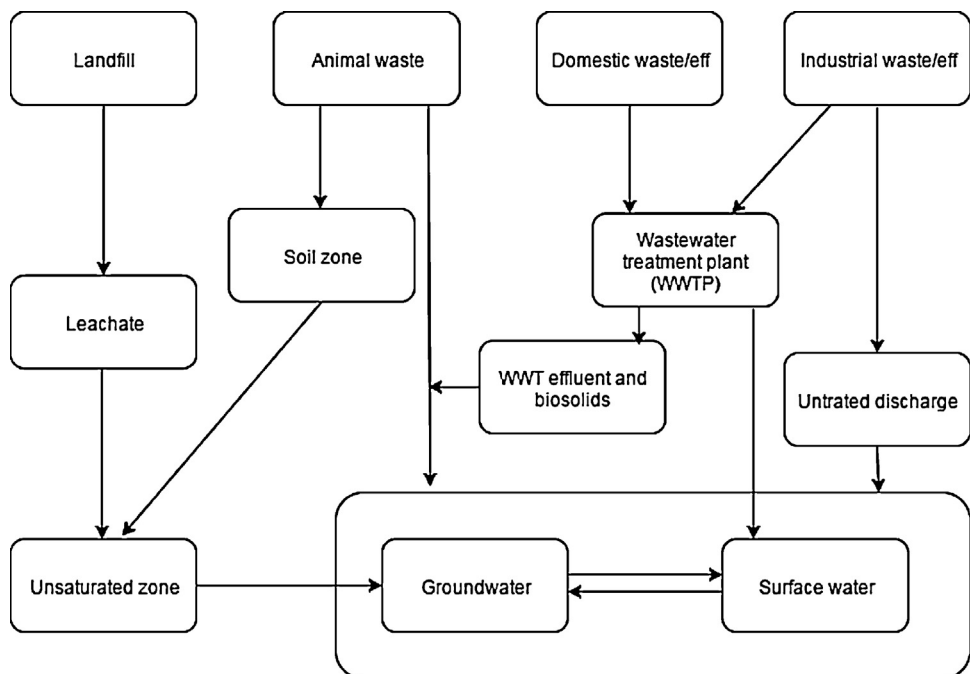 Landfill
Animal waste
Domestic waste/eff
Industrial waste/eff
Soil zone
Wastewater
treatment plant
(WWTP)
Leachate
WWT effluent and
biosolids
Untrated discharge
Unsaturated zone
Groundwater
Surface water